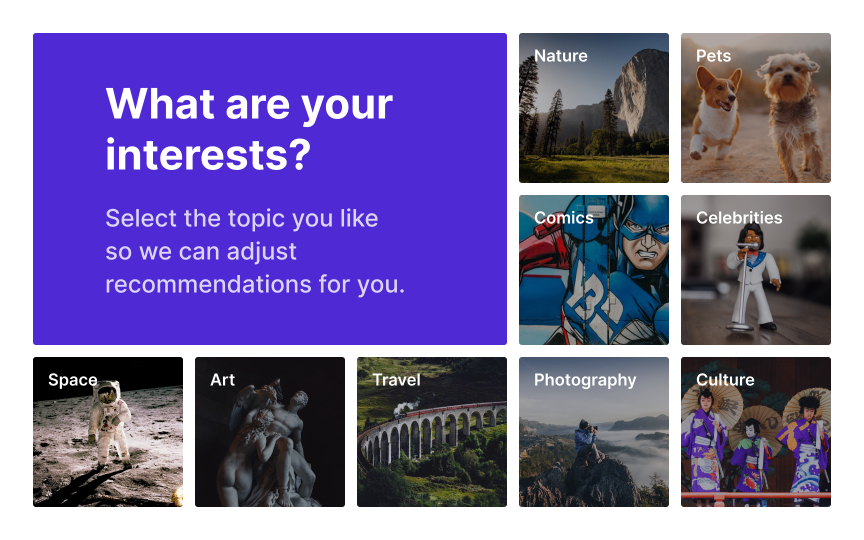 What are your
interests?
Select the topic you like
so we can adjust
recommendations for you.
Nature
Pets
Comics
Celebrities
Space
Art
Travel
Photography
Culture